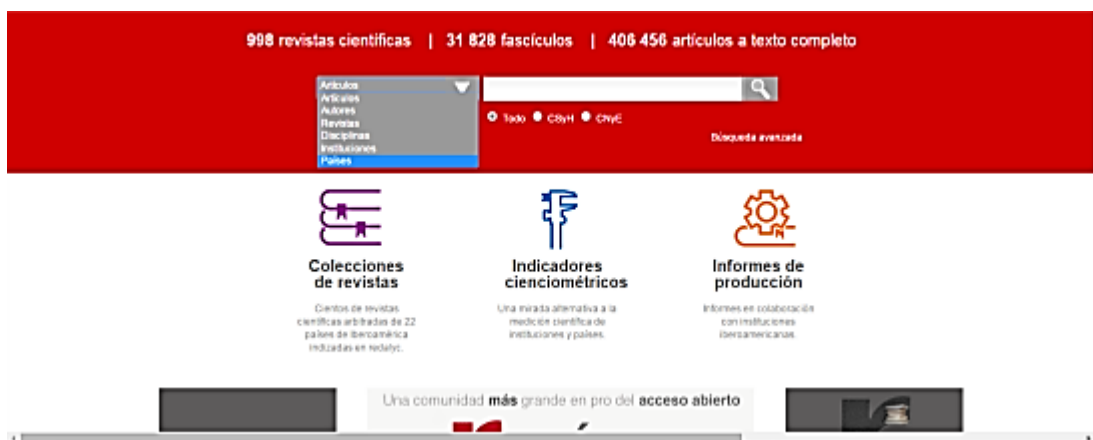 998 revistas científicas | 31 828 fascículos | 406 456 artículos a texto completo
Artículos
Artículos
Autores
Revistas
Disciplinas
Instituciones
Países
Todo CSyH CNyE
Búsqueda avanzada
Colecciones
de revistas
Cientos de revistas
científicas arbitradas de 22
países de Iberoamérica
indizadas en redalyc.
Indicadores
cienciométricos
Una mirada alternativa a la
medición científica de
instituciones y países.
Informes de
producción
Informes en colaboración
con instituciones
iberoamericanas.
Una comunidad más grande en pro del acceso abierto